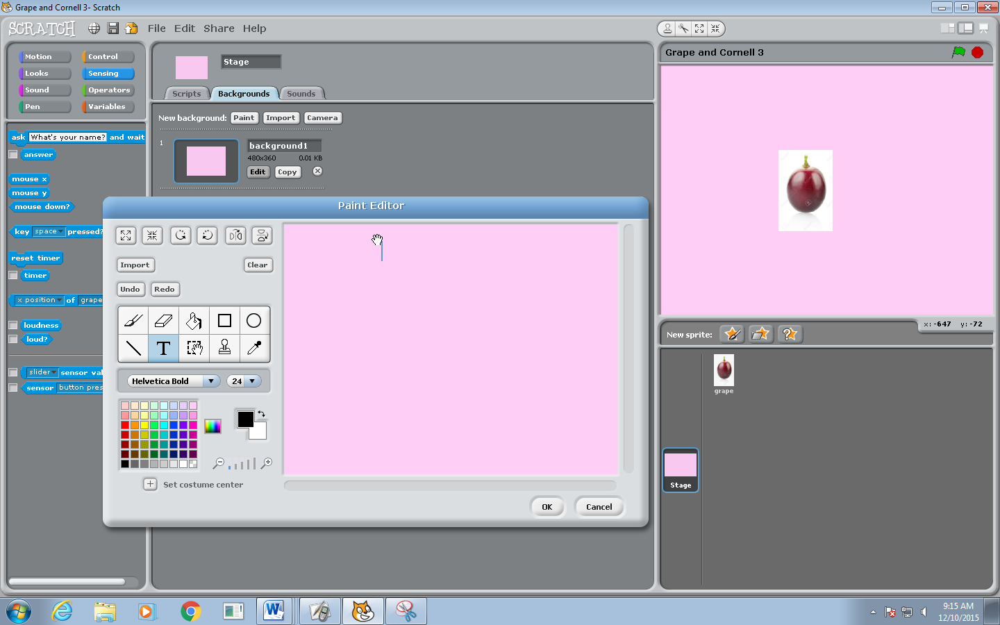 Grape and Cornell 3- Scratch
SCRATCH File Edit Share Help
Motion Control
Looks Sensing
Sound Operators
Pen Variables
ask What's your name? and wait
answer
mouse x
mouse y
mouse down?
key space pressed?
reset timer
timer
x position of grape
loudness
loud?
slider sensor val
sensor button pres
Stage
Scripts Backgrounds Sounds
New background: Paint Import Camera
1
background1
480x360 0.01 KB
Edit Copy
Paint Editor
Import Clear
Undo Redo
T
Helvetica Bold 24
Set costume center
OK Cancel
Grape and Cornell 3
x: -647 y: -72
New sprite:
grape
Stage
9:15 AM
12/10/2015